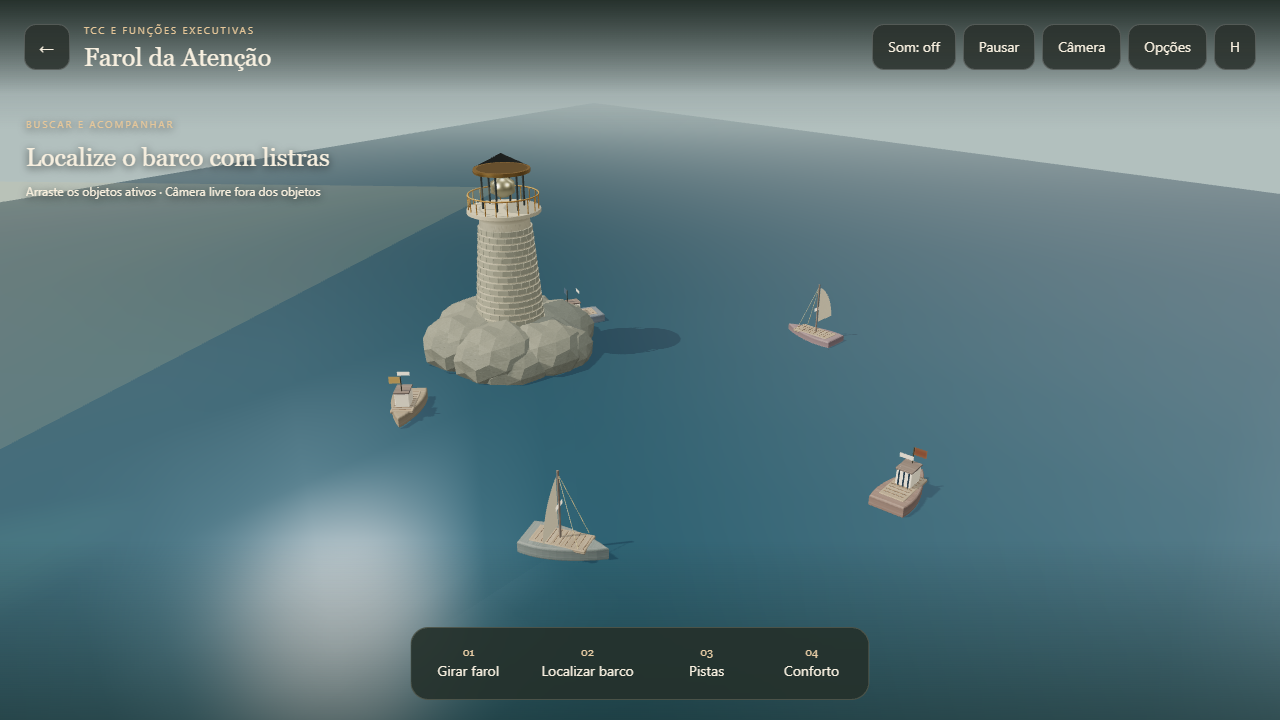 ←
TCC E FUNÇÕES EXECUTIVAS
Farol da Atenção
Som: off
Pausar
Câmera
Opções
H
BUSCAR E ACOMPANHAR
Localize o barco com listras
Arraste os objetos ativos · Câmera livre fora dos objetos
01
Girar farol
02
Localizar barco
03
Pistas
04
Conforto